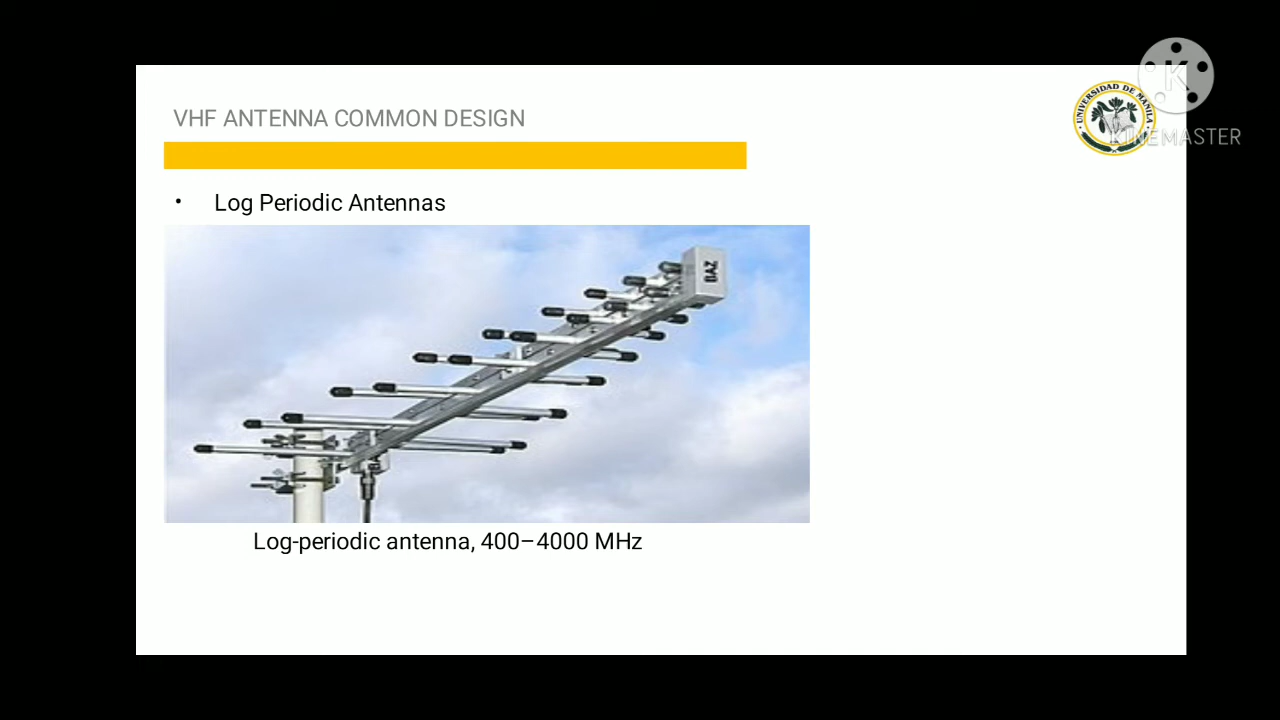 VHF ANTENNA COMMON DESIGN
UNIVERSIDAD DE MANILA
KINEMASTER
• Log Periodic Antennas
BAZ
Log-periodic antenna, 400–4000 MHz